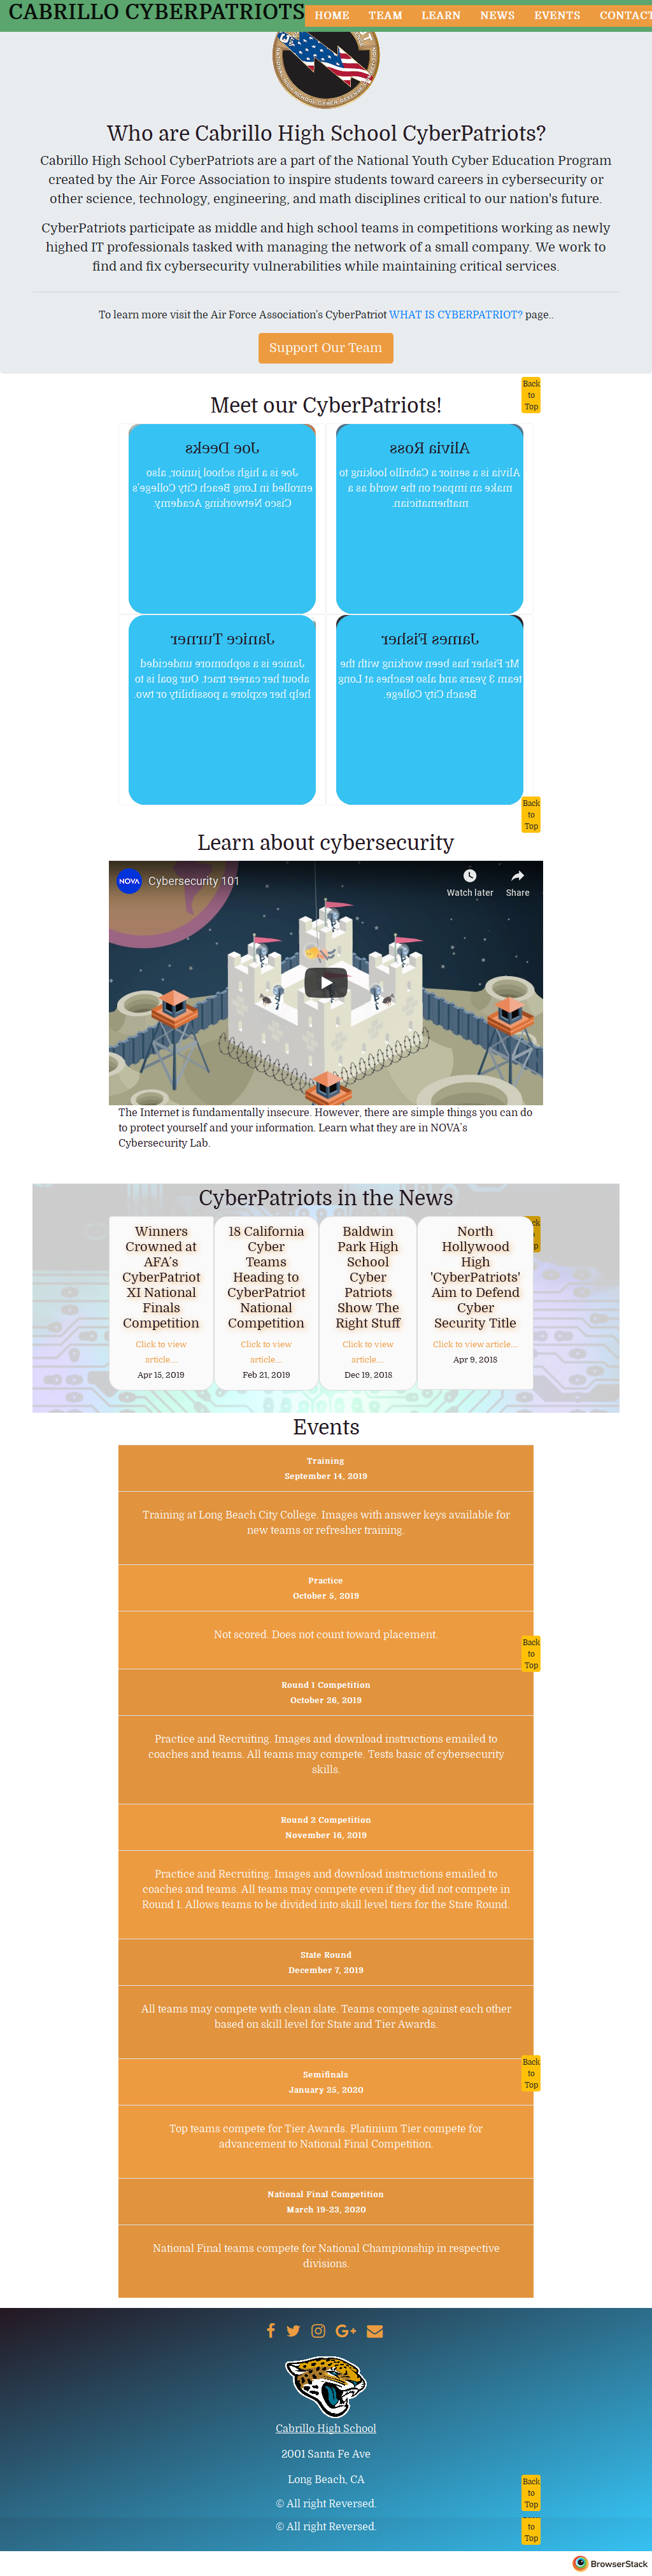 CABRILLO CYBERPATRIOTS
HOME TEAM LEARN NEWS EVENTS CONTACT
Who are Cabrillo High School CyberPatriots?
Cabrillo High School CyberPatriots are a part of the National Youth Cyber Education Program
created by the Air Force Association to inspire students toward careers in cybersecurity or
other science, technology, engineering, and math disciplines critical to our nation's future.
CyberPatriots participate as middle and high school teams in competitions working as newly
highed IT professionals tasked with managing the network of a small company. We work to
find and fix cybersecurity vulnerabilities while maintaining critical services.
To learn more visit the Air Force Association's CyberPatriot WHAT IS CYBERPATRIOT? page..
Support Our Team
Back
to
Top
Meet our CyberPatriots!
Joe Deeks
Joe is a high school junior, also
enrolled in Long Beach City College's
Cisco Networking Academy.
Alivia Ross
Alivia is a senior a Cabrillo looking to
make an impact on the world as a
mathematician.
Janice Turner
Janice is a sophomore undecided
about her career tract. Our goal is to
help her explore a possibility or two.
James Fisher
Mr Fisher has been working with the
team 3 years and also teaches at Long
Beach City College.
Back
to
Top
Learn about cybersecurity
NOVA Cybersecurity 101
Watch later Share
The Internet is fundamentally insecure. However, there are simple things you can do
to protect yourself and your information. Learn what they are in NOVA's
Cybersecurity Lab.
CyberPatriots in the News
Winners
Crowned at
AFA's
CyberPatriot
XI National
Finals
Competition
Click to view
article....
Apr 15, 2019
18 California
Cyber
Teams
Heading to
CyberPatriot
National
Competition
Click to view
article....
Feb 21, 2019
Baldwin
Park High
School
Cyber
Patriots
Show The
Right Stuff
Click to view
article....
Dec 19, 2018
North
Hollywood
High
'CyberPatriots'
Aim to Defend
Cyber
Security Title
Click to view article....
Apr 9, 2018
Events
Training
September 14, 2019
Training at Long Beach City College. Images with answer keys available for
new teams or refresher training.
Practice
October 5, 2019
Not scored. Does not count toward placement.
Back
to
Top
Round 1 Competition
October 26, 2019
Practice and Recruiting. Images and download instructions emailed to
coaches and teams. All teams may compete. Tests basic of cybersecurity
skills.
Round 2 Competition
November 16, 2019
Practice and Recruiting. Images and download instructions emailed to
coaches and teams. All teams may compete even if they did not compete in
Round 1. Allows teams to be divided into skill level tiers for the State Round.
State Round
December 7, 2019
All teams may compete with clean slate. Teams compete against each other
based on skill level for State and Tier Awards.
Back
to
Top
Semifinals
January 25, 2020
Top teams compete for Tier Awards. Platinium Tier compete for
advancement to National Final Competition.
National Final Competition
March 19-23, 2020
National Final teams compete for National Championship in respective
divisions.
Cabrillo High School
2001 Santa Fe Ave
Long Beach, CA
Back
to
Top
© All right Reversed.
© All right Reversed.
to
Top
BrowserStack